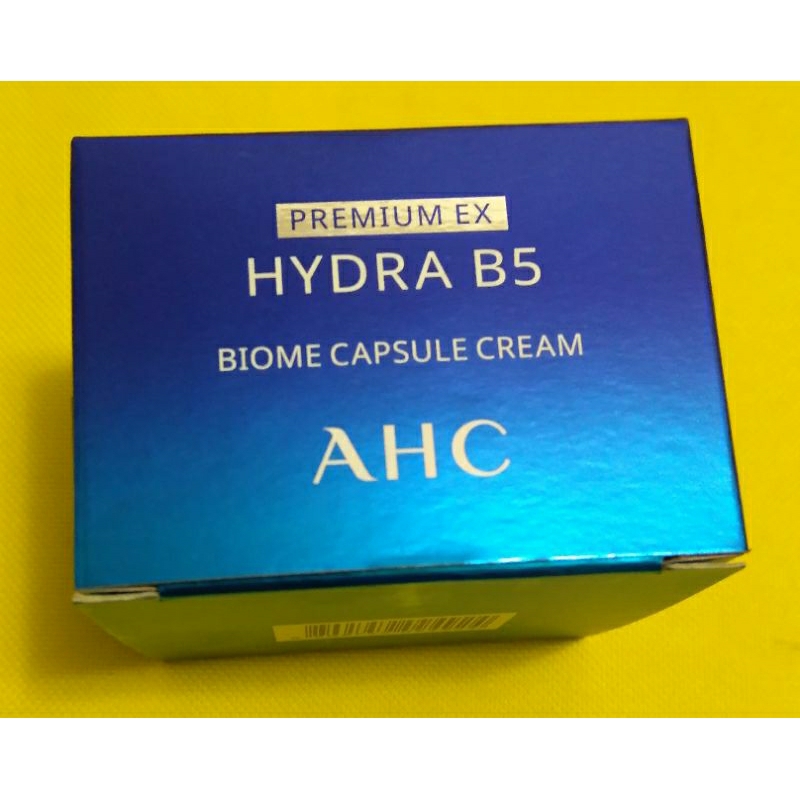 PREMIUM EX
HYDRA B5
BIOME CAPSULE CREAM
AHC